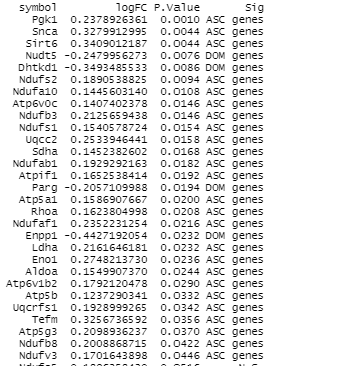 symbol logFC P.Value Sig
Pgk1 0.2378926361 0.0010 ASC genes
Snca 0.3279912995 0.0044 ASC genes
Sirt6 0.3409012187 0.0044 ASC genes
Nudt5 -0.2479956273 0.0076 DOM genes
Dhtkd1 -0.3493485533 0.0086 DOM genes
Ndufs2 0.1890538825 0.0094 ASC genes
Ndufa10 0.1445603140 0.0108 ASC genes
Atp6v0c 0.1407402378 0.0146 ASC genes
Ndufb3 0.2125659438 0.0146 ASC genes
Ndufs1 0.1540578724 0.0154 ASC genes
Uqcc2 0.2533946441 0.0158 ASC genes
Sdha 0.1452382602 0.0168 ASC genes
Ndufab1 0.1929292163 0.0182 ASC genes
Atpif1 0.1652538414 0.0192 ASC genes
Parg -0.2057109988 0.0194 DOM genes
Atp5a1 0.1586907667 0.0200 ASC genes
Rhoa 0.1623804998 0.0208 ASC genes
Ndufaf1 0.2352231254 0.0216 ASC genes
Enpp1 -0.4427192054 0.0232 DOM genes
Ldha 0.2161646181 0.0232 ASC genes
Eno1 0.2748213730 0.0236 ASC genes
Aldoa 0.1549907370 0.0244 ASC genes
Atp6v1b2 0.1792120478 0.0290 ASC genes
Atp5b 0.1237290341 0.0332 ASC genes
Uqcrfs1 0.1928999265 0.0342 ASC genes
Tefm 0.3256736592 0.0356 ASC genes
Atp5g3 0.2098936237 0.0370 ASC genes
Ndufb8 0.2008868715 0.0422 ASC genes
Ndufv3 0.1701643898 0.0446 ASC genes